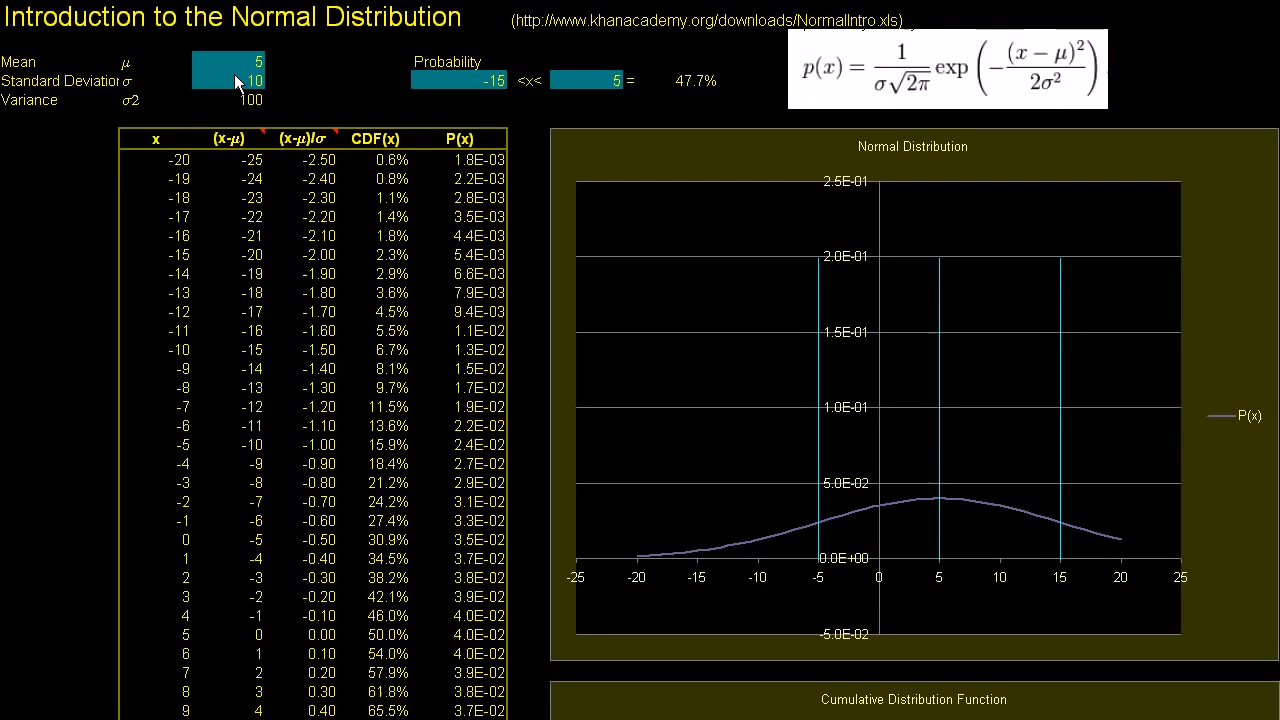 Introduction to the Normal Distribution (http://www.khanacademy.org/downloads/NormalIntro.xls)
Mean μ 5 Probability
Standard Deviation σ 10 -15 <x< 5 = 47.7%
Variance σ2 100
p(x) = 1/(σ√2π) exp(−(x − μ)²/2σ²)
x (x-μ) (x-μ)/σ CDF(x) P(x)
-20 -25 -2.50 0.6% 1.8E-03
-19 -24 -2.40 0.8% 2.2E-03
-18 -23 -2.30 1.1% 2.8E-03
-17 -22 -2.20 1.4% 3.5E-03
-16 -21 -2.10 1.8% 4.4E-03
-15 -20 -2.00 2.3% 5.4E-03
-14 -19 -1.90 2.9% 6.6E-03
-13 -18 -1.80 3.6% 7.9E-03
-12 -17 -1.70 4.5% 9.4E-03
-11 -16 -1.60 5.5% 1.1E-02
-10 -15 -1.50 6.7% 1.3E-02
-9 -14 -1.40 8.1% 1.5E-02
-8 -13 -1.30 9.7% 1.7E-02
-7 -12 -1.20 11.5% 1.9E-02
-6 -11 -1.10 13.6% 2.2E-02
-5 -10 -1.00 15.9% 2.4E-02
-4 -9 -0.90 18.4% 2.7E-02
-3 -8 -0.80 21.2% 2.9E-02
-2 -7 -0.70 24.2% 3.1E-02
-1 -6 -0.60 27.4% 3.3E-02
0 -5 -0.50 30.9% 3.5E-02
1 -4 -0.40 34.5% 3.7E-02
2 -3 -0.30 38.2% 3.8E-02
3 -2 -0.20 42.1% 3.9E-02
4 -1 -0.10 46.0% 4.0E-02
5 0 0.00 50.0% 4.0E-02
6 1 0.10 54.0% 4.0E-02
7 2 0.20 57.9% 3.9E-02
8 3 0.30 61.8% 3.8E-02
9 4 0.40 65.5% 3.7E-02
Normal Distribution
2.5E-01
2.0E-01
1.5E-01
1.0E-01
5.0E-02
0.0E+00
-5.0E-02
-25 -20 -15 -10 -5 0 5 10 15 20 25
P(x)
Cumulative Distribution Function